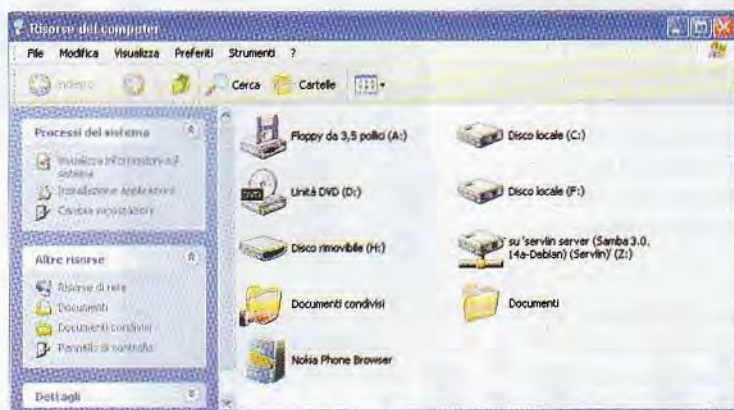 Risorse del computer
File Modifica Visualizza Preferiti Strumenti ?
Indietro Cerca Cartelle
Processi del sistema
Visualizza informazioni sul
sistema
Installazione applicazioni
Cambia impostazioni
Altre risorse
Risorse di rete
Documenti
Documenti condivisi
Pannello di controllo
Dettagli
Floppy da 3,5 pollici (A:)
Disco locale (C:)
DVD
Unità DVD (D:)
Disco locale (F:)
Disco rimovibile (H:)
su 'servlin server (Samba 3.0.
14a-Debian) (Servlin)' (Z:)
Documenti condivisi
Documenti
Nokia Phone Browser